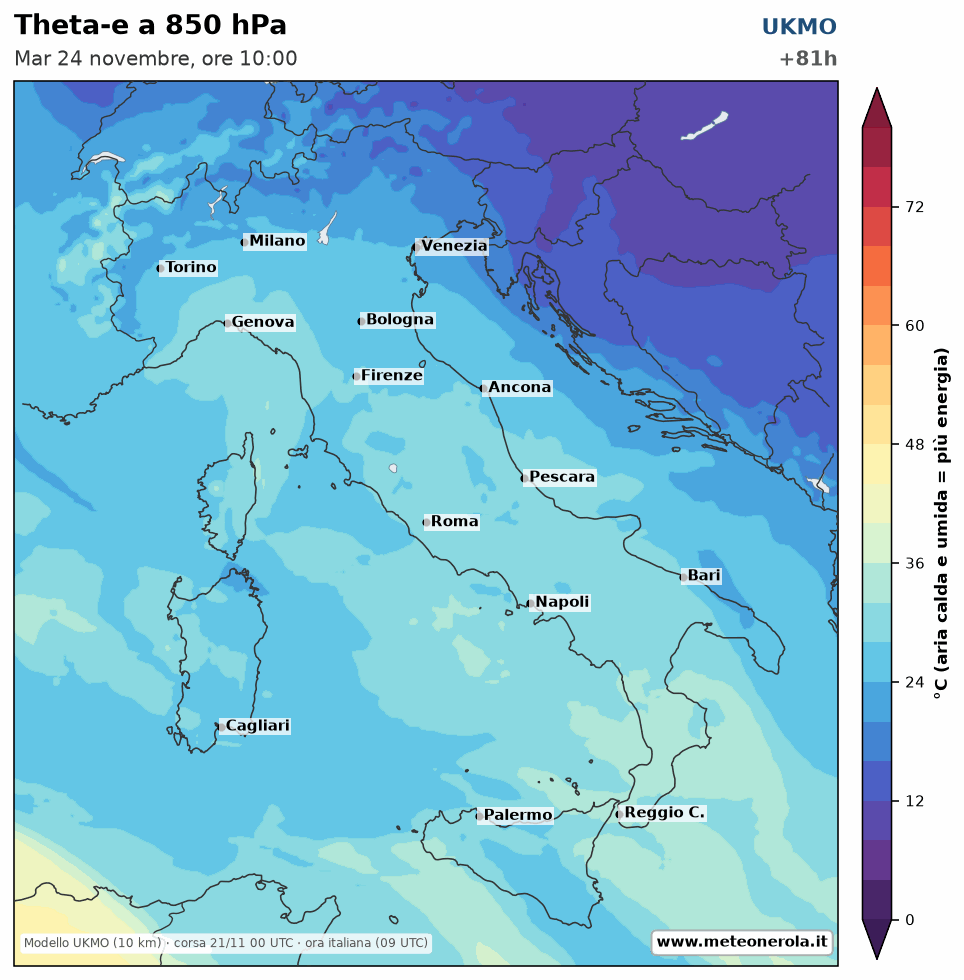 Theta-e a 850 hPa
UKMO
Mar 24 novembre, ore 10:00
+81h
Milano
Venezia
Torino
Genova
Bologna
Firenze
Ancona
Pescara
Roma
Bari
Napoli
Cagliari
Palermo
Reggio C.
72
60
48
36
24
12
0
°C (aria calda e umida = più energia)
Modello UKMO (10 km) · corsa 21/11 00 UTC · ora italiana (09 UTC)
www.meteonerola.it